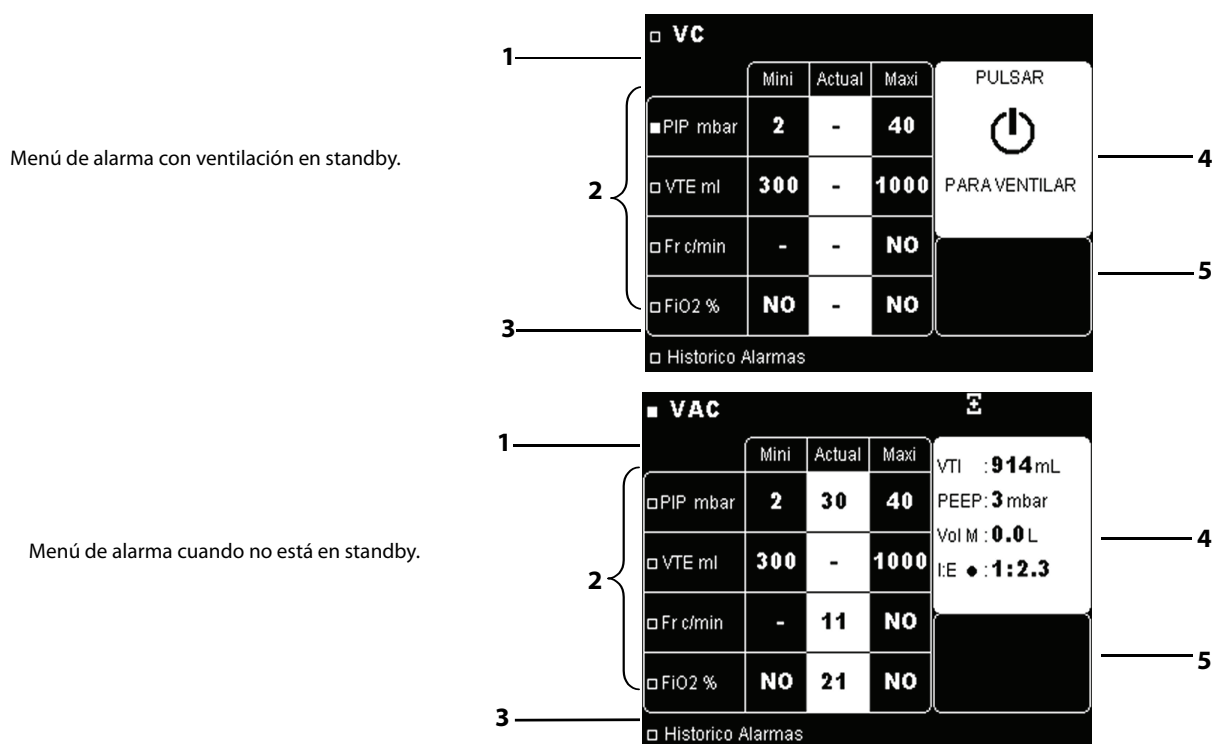 Menú de alarma con ventilación en standby.
1
2
3
4
5
VC
Mini Actual Maxi
PIP mbar 2 - 40
VTE ml 300 - 1000
Fr c/min - - NO
FiO2 % NO - NO
Historico Alarmas
PULSAR
PARA VENTILAR
Menú de alarma cuando no está en standby.
1
2
3
4
5
VAC
Mini Actual Maxi
PIP mbar 2 30 40
VTE ml 300 - 1000
Fr c/min - 11 NO
FiO2 % NO 21 NO
Historico Alarmas
VTI : 914 mL
PEEP: 3 mbar
Vol M : 0.0 L
I:E ● : 1:2.3